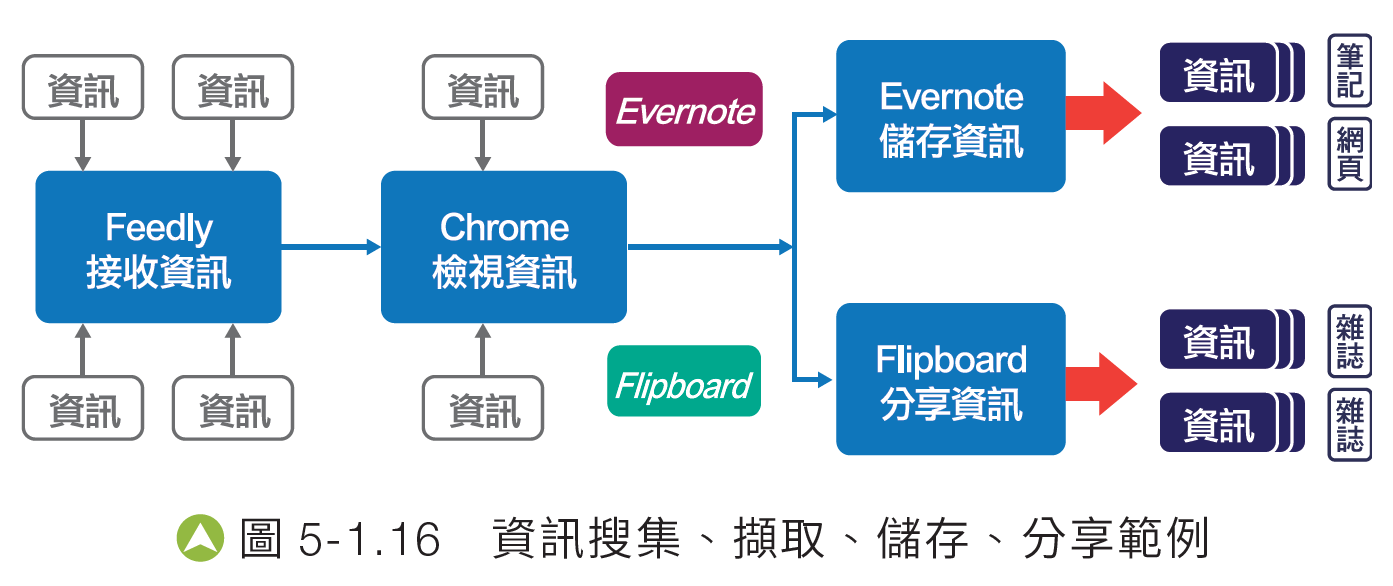 資訊
資訊
資訊
Evernote
Evernote
儲存資訊
資訊
筆記
資訊
網頁
Feedly
接收資訊
Chrome
檢視資訊
資訊
資訊
資訊
Flipboard
Flipboard
分享資訊
資訊
雜誌
資訊
雜誌
圖 5-1.16 資訊搜集、擷取、儲存、分享範例